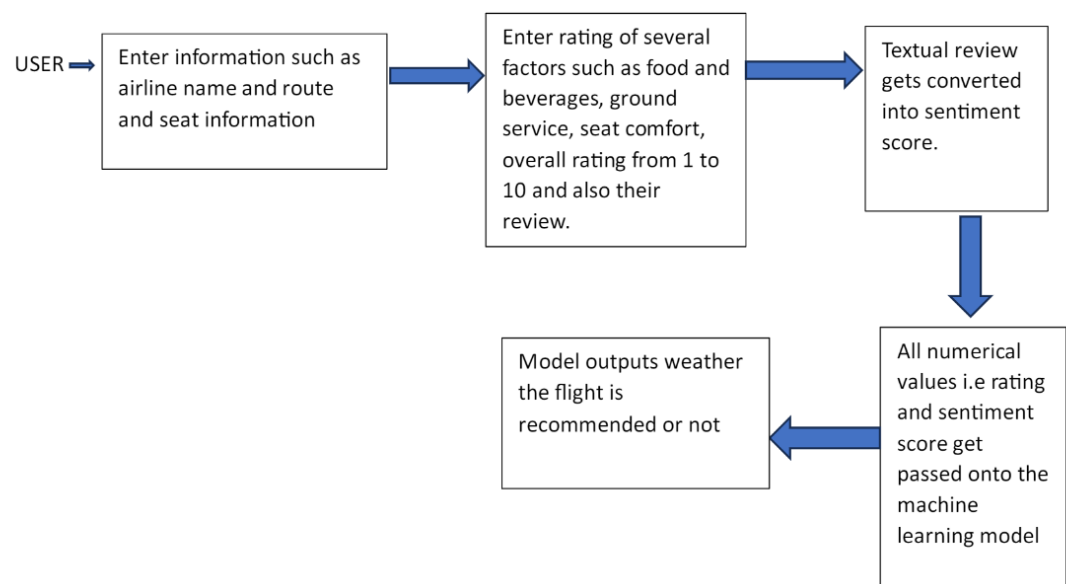 USER
Enter information such as
airline name and route
and seat information
Enter rating of several
factors such as food and
beverages, ground
service, seat comfort,
overall rating from 1 to
10 and also their
review.
Textual review
gets converted
into sentiment
score.
All numerical
values i.e rating
and sentiment
score get
passed onto the
machine
learning model
Model outputs weather
the flight is
recommended or not